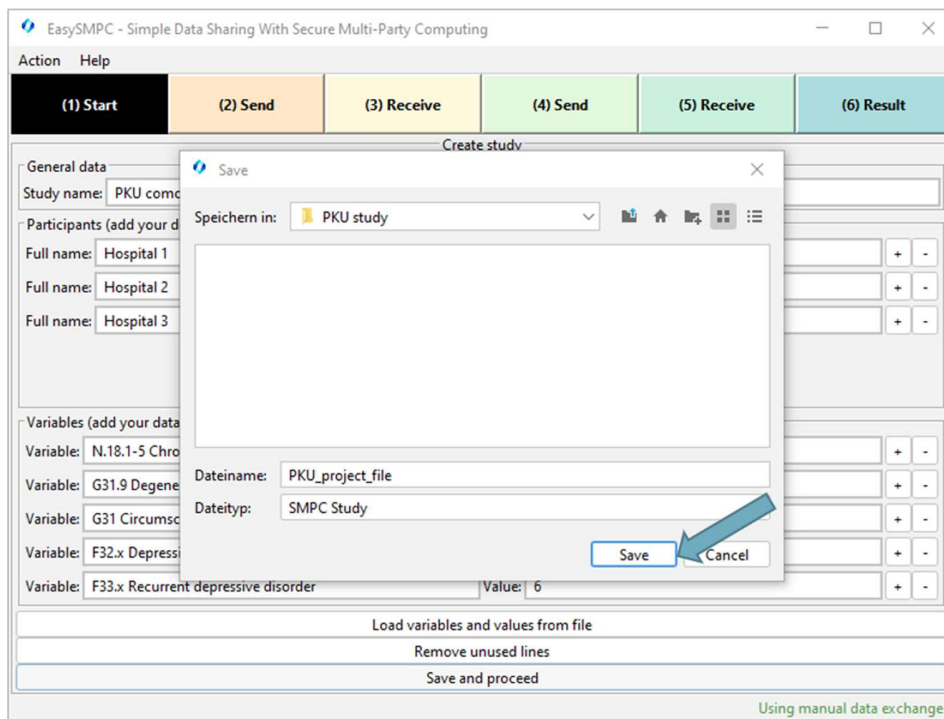 EasySMPC - Simple Data Sharing With Secure Multi-Party Computing
Action Help
(1) Start (2) Send (3) Receive (4) Send (5) Receive (6) Result
Create study
General data
Study name: PKU como
Save
Speichern in: PKU study
Participants (add your d
Full name: Hospital 1 + -
Full name: Hospital 2 + -
Full name: Hospital 3 + -
Variables (add your data
Variable: N.18.1-5 Chro + -
Dateiname: PKU_project_file
Variable: G31.9 Degene + -
Dateityp: SMPC Study
Variable: G31 Circumsc + -
Variable: F32.x Depressi + -
Save Cancel
Variable: F33.x Recurrent depressive disorder Value: 6 + -
Load variables and values from file
Remove unused lines
Save and proceed
Using manual data exchange